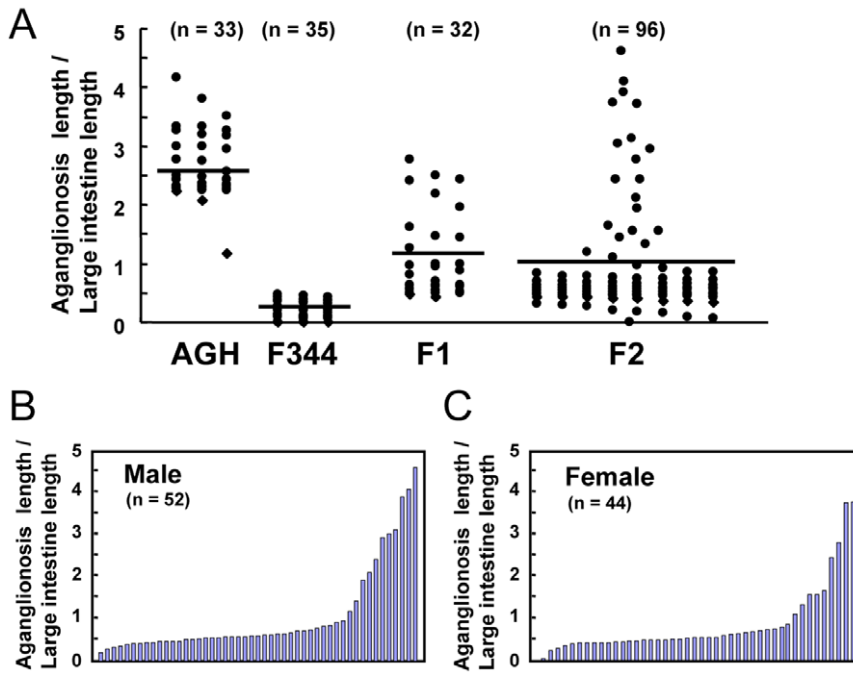 A
(n = 33) (n = 35) (n = 32) (n = 96)
Aganglionosis length /
Large intestine length
5
4
3
2
1
0
AGH F344 F1 F2
B
Aganglionosis length /
Large intestine length
5
4
3
2
1
0
Male
(n = 52)
C
Aganglionosis length /
Large intestine length
5
4
3
2
1
0
Female
(n = 44)